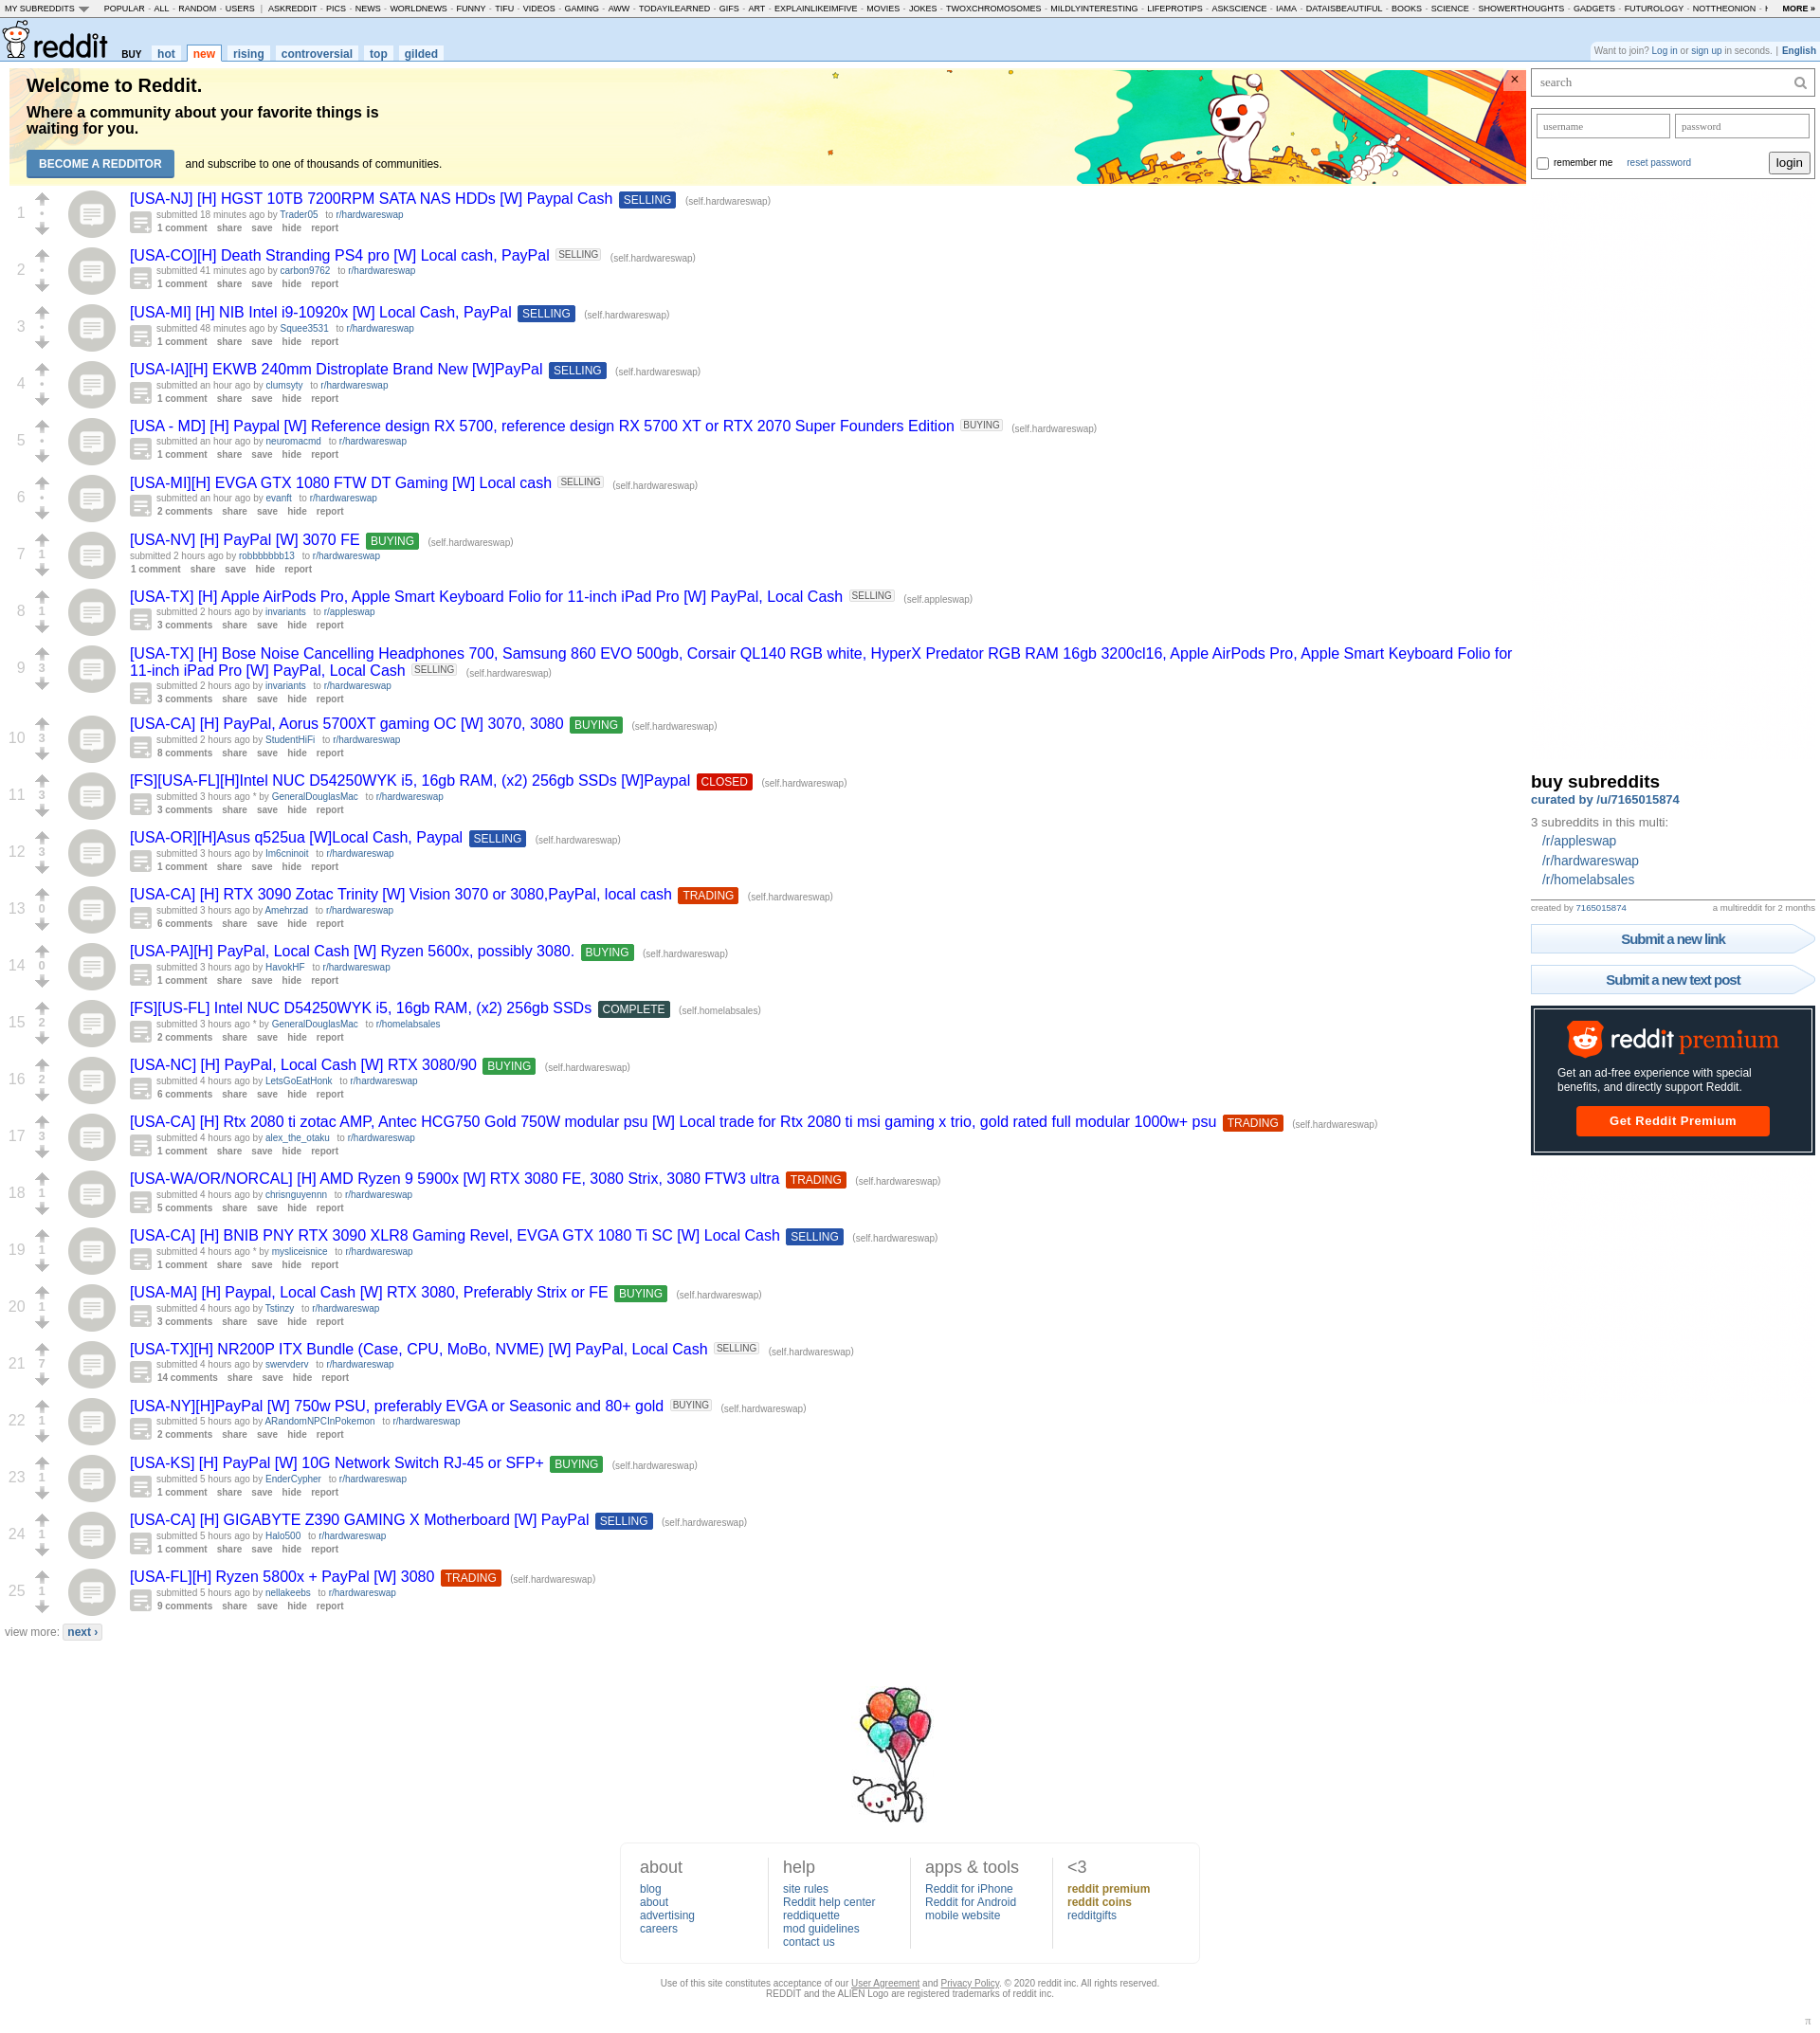 MY SUBREDDITS POPULAR - ALL - RANDOM - USERS | ASKREDDIT - PICS - NEWS - WORLDNEWS - FUNNY - TIFU - VIDEOS - GAMING - AWW - TODAYILEARNED - GIFS - ART - EXPLAINLIKEIMFIVE - MOVIES - JOKES - TWOXCHROMOSOMES - MILDLYINTERESTING - LIFEPROTIPS - ASKSCIENCE - IAMA - DATAISBEAUTIFUL - BOOKS - SCIENCE - SHOWERTHOUGHTS - GADGETS - FUTUROLOGY - NOTTHEONION - MORE »
reddit BUY hot new rising controversial top gilded
Want to join? Log in or sign up in seconds. | English
Welcome to Reddit.
Where a community about your favorite things is
waiting for you.
BECOME A REDDITOR and subscribe to one of thousands of communities.
×
search
username password
remember me reset password login
1 [USA-NJ] [H] HGST 10TB 7200RPM SATA NAS HDDs [W] Paypal Cash SELLING (self.hardwareswap)
submitted 18 minutes ago by Trader05 to r/hardwareswap
1 comment share save hide report
2 [USA-CO][H] Death Stranding PS4 pro [W] Local cash, PayPal SELLING (self.hardwareswap)
submitted 41 minutes ago by carbon9762 to r/hardwareswap
1 comment share save hide report
3 [USA-MI] [H] NIB Intel i9-10920x [W] Local Cash, PayPal SELLING (self.hardwareswap)
submitted 48 minutes ago by Squee3531 to r/hardwareswap
1 comment share save hide report
4 [USA-IA][H] EKWB 240mm Distroplate Brand New [W]PayPal SELLING (self.hardwareswap)
submitted an hour ago by clumsyty to r/hardwareswap
1 comment share save hide report
5 [USA - MD] [H] Paypal [W] Reference design RX 5700, reference design RX 5700 XT or RTX 2070 Super Founders Edition BUYING (self.hardwareswap)
submitted an hour ago by neuromacmd to r/hardwareswap
1 comment share save hide report
6 [USA-MI][H] EVGA GTX 1080 FTW DT Gaming [W] Local cash SELLING (self.hardwareswap)
submitted an hour ago by evanft to r/hardwareswap
2 comments share save hide report
7 1 [USA-NV] [H] PayPal [W] 3070 FE BUYING (self.hardwareswap)
submitted 2 hours ago by robbbbbbb13 to r/hardwareswap
1 comment share save hide report
8 1 [USA-TX] [H] Apple AirPods Pro, Apple Smart Keyboard Folio for 11-inch iPad Pro [W] PayPal, Local Cash SELLING (self.appleswap)
submitted 2 hours ago by invariants to r/appleswap
3 comments share save hide report
9 3 [USA-TX] [H] Bose Noise Cancelling Headphones 700, Samsung 860 EVO 500gb, Corsair QL140 RGB white, HyperX Predator RGB RAM 16gb 3200cl16, Apple AirPods Pro, Apple Smart Keyboard Folio for
11-inch iPad Pro [W] PayPal, Local Cash SELLING (self.hardwareswap)
submitted 2 hours ago by invariants to r/hardwareswap
3 comments share save hide report
10 3 [USA-CA] [H] PayPal, Aorus 5700XT gaming OC [W] 3070, 3080 BUYING (self.hardwareswap)
submitted 2 hours ago by StudentHiFi to r/hardwareswap
8 comments share save hide report
11 3 [FS][USA-FL][H]Intel NUC D54250WYK i5, 16gb RAM, (x2) 256gb SSDs [W]Paypal CLOSED (self.hardwareswap)
submitted 3 hours ago * by GeneralDouglasMac to r/hardwareswap
3 comments share save hide report
12 3 [USA-OR][H]Asus q525ua [W]Local Cash, Paypal SELLING (self.hardwareswap)
submitted 3 hours ago by Im6cninoit to r/hardwareswap
1 comment share save hide report
13 0 [USA-CA] [H] RTX 3090 Zotac Trinity [W] Vision 3070 or 3080,PayPal, local cash TRADING (self.hardwareswap)
submitted 3 hours ago by Amehrzad to r/hardwareswap
6 comments share save hide report
14 0 [USA-PA][H] PayPal, Local Cash [W] Ryzen 5600x, possibly 3080. BUYING (self.hardwareswap)
submitted 3 hours ago by HavokHF to r/hardwareswap
1 comment share save hide report
15 2 [FS][US-FL] Intel NUC D54250WYK i5, 16gb RAM, (x2) 256gb SSDs COMPLETE (self.homelabsales)
submitted 3 hours ago * by GeneralDouglasMac to r/homelabsales
2 comments share save hide report
16 2 [USA-NC] [H] PayPal, Local Cash [W] RTX 3080/90 BUYING (self.hardwareswap)
submitted 4 hours ago by LetsGoEatHonk to r/hardwareswap
6 comments share save hide report
17 3 [USA-CA] [H] Rtx 2080 ti zotac AMP, Antec HCG750 Gold 750W modular psu [W] Local trade for Rtx 2080 ti msi gaming x trio, gold rated full modular 1000w+ psu TRADING (self.hardwareswap)
submitted 4 hours ago by alex_the_otaku to r/hardwareswap
1 comment share save hide report
18 1 [USA-WA/OR/NORCAL] [H] AMD Ryzen 9 5900x [W] RTX 3080 FE, 3080 Strix, 3080 FTW3 ultra TRADING (self.hardwareswap)
submitted 4 hours ago by chrisnguyennn to r/hardwareswap
5 comments share save hide report
19 1 [USA-CA] [H] BNIB PNY RTX 3090 XLR8 Gaming Revel, EVGA GTX 1080 Ti SC [W] Local Cash SELLING (self.hardwareswap)
submitted 4 hours ago * by mysliceisnice to r/hardwareswap
1 comment share save hide report
20 1 [USA-MA] [H] Paypal, Local Cash [W] RTX 3080, Preferably Strix or FE BUYING (self.hardwareswap)
submitted 4 hours ago by Tstinzy to r/hardwareswap
3 comments share save hide report
21 7 [USA-TX][H] NR200P ITX Bundle (Case, CPU, MoBo, NVME) [W] PayPal, Local Cash SELLING (self.hardwareswap)
submitted 4 hours ago by swervderv to r/hardwareswap
14 comments share save hide report
22 1 [USA-NY][H]PayPal [W] 750w PSU, preferably EVGA or Seasonic and 80+ gold BUYING (self.hardwareswap)
submitted 5 hours ago by ARandomNPCInPokemon to r/hardwareswap
2 comments share save hide report
23 1 [USA-KS] [H] PayPal [W] 10G Network Switch RJ-45 or SFP+ BUYING (self.hardwareswap)
submitted 5 hours ago by EnderCypher to r/hardwareswap
1 comment share save hide report
24 1 [USA-CA] [H] GIGABYTE Z390 GAMING X Motherboard [W] PayPal SELLING (self.hardwareswap)
submitted 5 hours ago by Halo500 to r/hardwareswap
1 comment share save hide report
25 1 [USA-FL][H] Ryzen 5800x + PayPal [W] 3080 TRADING (self.hardwareswap)
submitted 5 hours ago by nellakeebs to r/hardwareswap
9 comments share save hide report
view more: next ›
buy subreddits
curated by /u/7165015874
3 subreddits in this multi:
/r/appleswap
/r/hardwareswap
/r/homelabsales
created by 7165015874 a multireddit for 2 months
Submit a new link
Submit a new text post
reddit premium
Get an ad-free experience with special
benefits, and directly support Reddit.
Get Reddit Premium
about
blog
about
advertising
careers
help
site rules
Reddit help center
reddiquette
mod guidelines
contact us
apps & tools
Reddit for iPhone
Reddit for Android
mobile website
<3
reddit premium
reddit coins
redditgifts
Use of this site constitutes acceptance of our User Agreement and Privacy Policy. © 2020 reddit inc. All rights reserved.
REDDIT and the ALIEN Logo are registered trademarks of reddit inc.
π